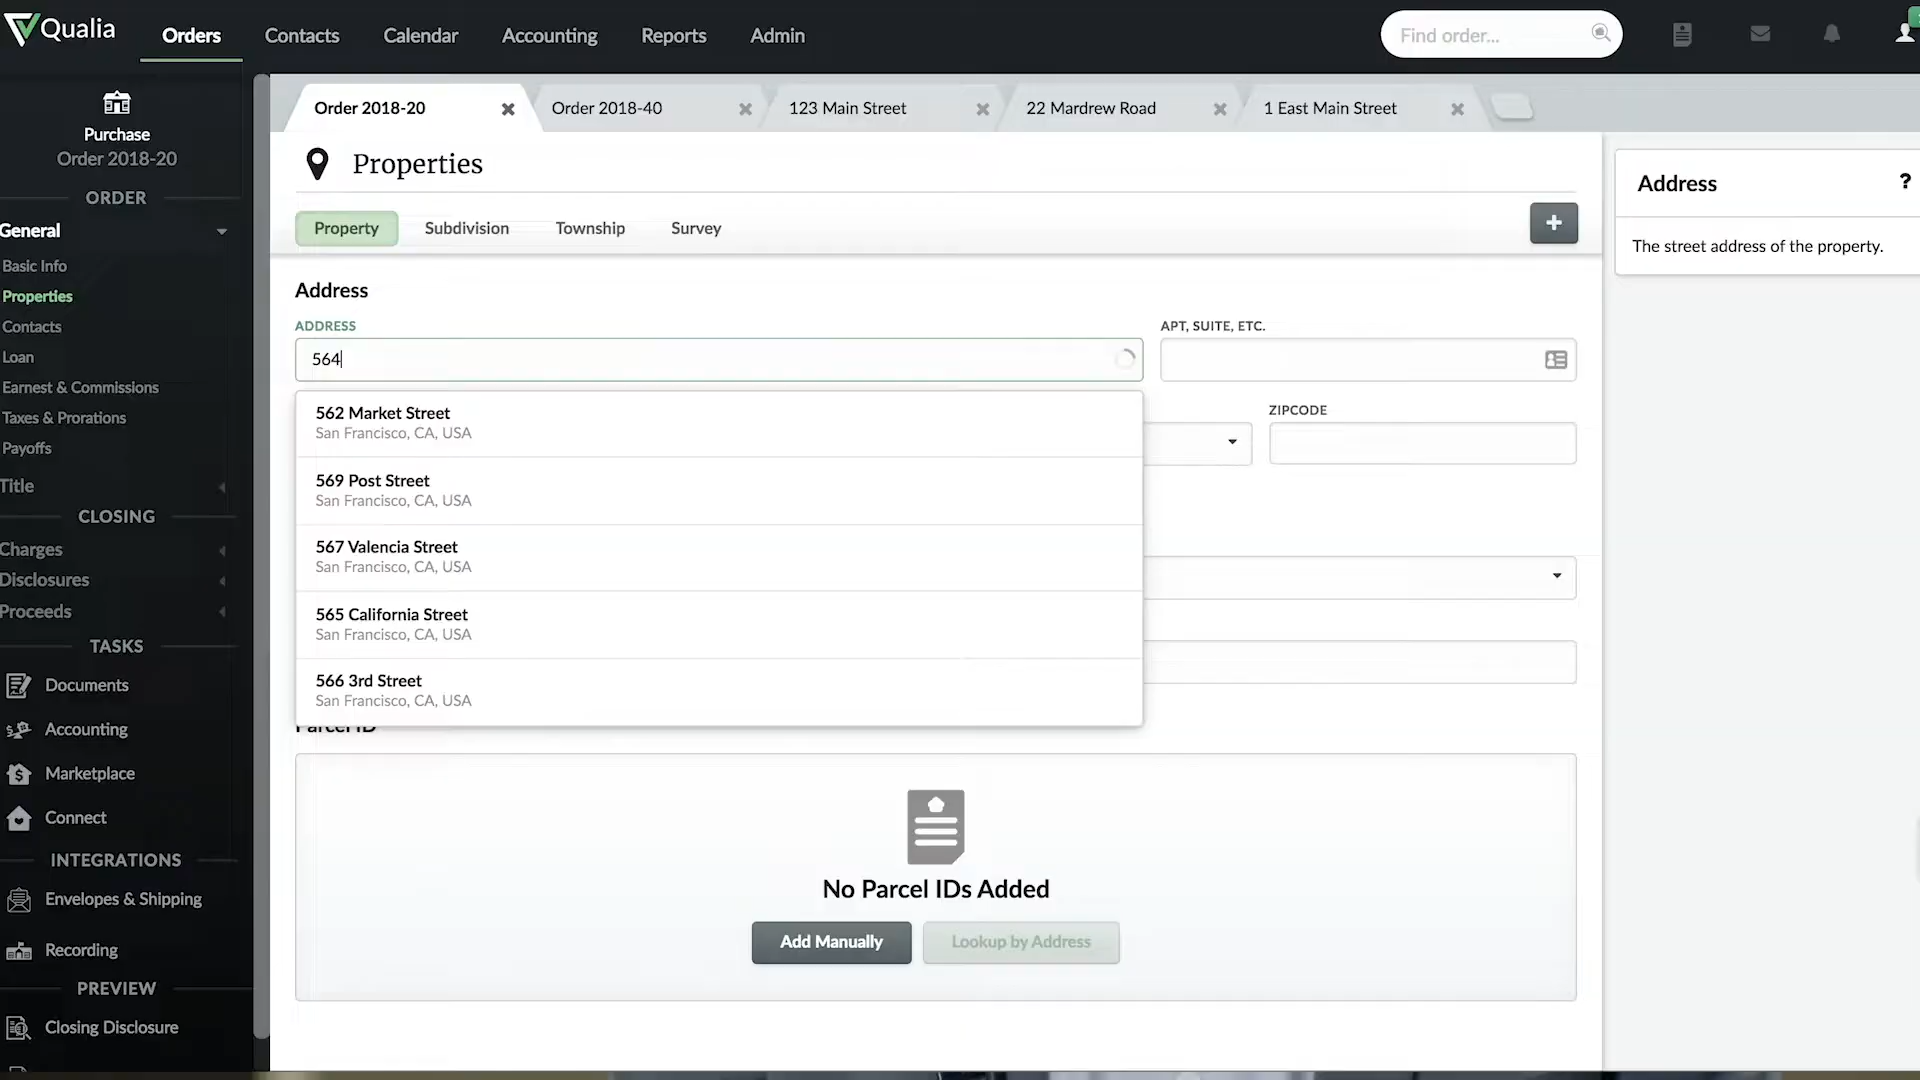 Qualia
Orders
Contacts
Calendar
Accounting
Reports
Admin
Find order...
Purchase
Order 2018-20
ORDER
General
Basic Info
Properties
Contacts
Loan
Earnest & Commissions
Taxes & Prorations
Payoffs
Title
CLOSING
Charges
Disclosures
Proceeds
TASKS
Documents
Accounting
Marketplace
Connect
INTEGRATIONS
Envelopes & Shipping
Recording
PREVIEW
Closing Disclosure
Order 2018-20
Order 2018-40
123 Main Street
22 Mardrew Road
1 East Main Street
Properties
Property
Subdivision
Township
Survey
+
Address
ADDRESS
564
APT, SUITE, ETC.
ZIPCODE
562 Market Street
San Francisco, CA, USA
569 Post Street
San Francisco, CA, USA
567 Valencia Street
San Francisco, CA, USA
565 California Street
San Francisco, CA, USA
566 3rd Street
San Francisco, CA, USA
Parcel ID
No Parcel IDs Added
Add Manually
Lookup by Address
Address
?
The street address of the property.